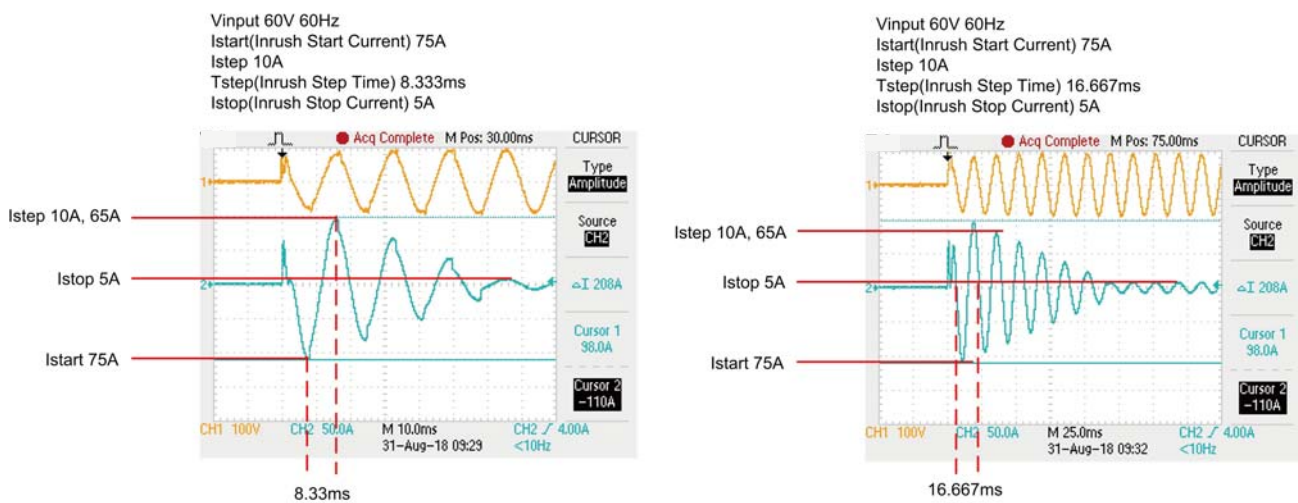 Vinput 60V 60Hz
Istart(Inrush Start Current) 75A
Istep 10A
Tstep(Inrush Step Time) 8.333ms
Istop(Inrush Stop Current) 5A
Acq Complete M Pos: 30.00ms CURSOR
Type
Amplitude
1
Source
CH2
Istep 10A, 65A
Istop 5A
2
△I 208A
Cursor 1
98.0A
Istart 75A
Cursor 2
-110A
CH1 100V CH2 50.0A M 10.0ms CH2 / 4.00A
31-Aug-18 09:29 <10Hz
8.33ms
Vinput 60V 60Hz
Istart(Inrush Start Current) 75A
Istep 10A
Tstep(Inrush Step Time) 16.667ms
Istop(Inrush Stop Current) 5A
Acq Complete M Pos: 75.00ms CURSOR
Type
Amplitude
1
Source
CH2
Istep 10A, 65A
Istop 5A
2
△I 208A
Cursor 1
98.0A
Istart 75A
Cursor 2
-110A
CH1 100V CH2 50.0A M 25.0ms CH2 / 4.00A
31-Aug-18 09:32 <10Hz
16.667ms